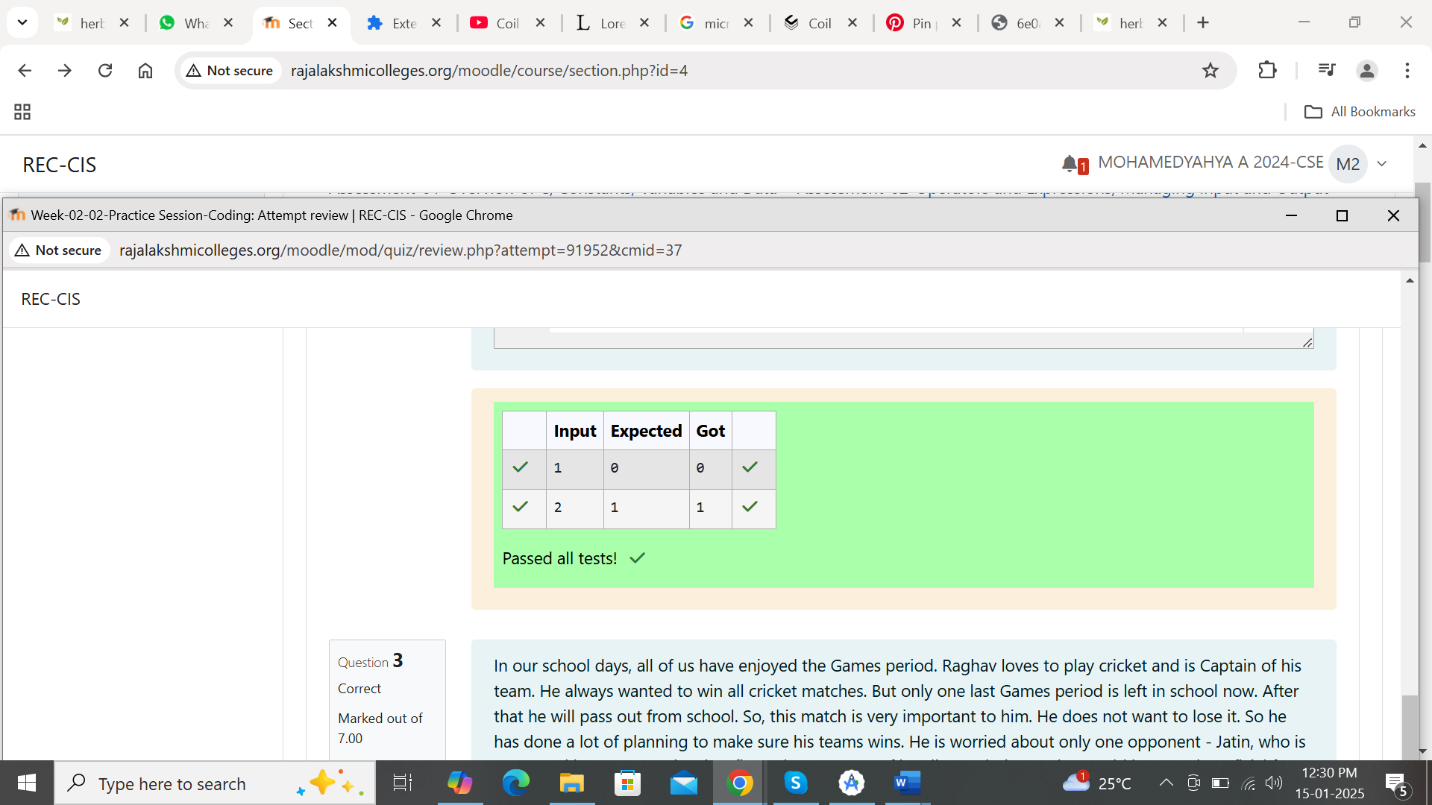 herb
Wha
Sect
Exte
Coil
Lore
micr
Coil
Pin
6e0
herb
Not secure
rajalakshmicolleges.org/moodle/course/section.php?id=4
All Bookmarks
REC-CIS
1
MOHAMEDYAHYA A 2024-CSE M2
Week-02-02-Practice Session-Coding: Attempt review | REC-CIS - Google Chrome
Not secure
rajalakshmicolleges.org/moodle/mod/quiz/review.php?attempt=91952&cmid=37
REC-CIS
Input Expected Got
1 0 0
2 1 1
Passed all tests!
Question 3
Correct
Marked out of
7.00
In our school days, all of us have enjoyed the Games period. Raghav loves to play cricket and is Captain of his
team. He always wanted to win all cricket matches. But only one last Games period is left in school now. After
that he will pass out from school. So, this match is very important to him. He does not want to lose it. So he
has done a lot of planning to make sure his teams wins. He is worried about only one opponent - Jatin, who is
Type here to search
1
25°C
12:30 PM
15-01-2025
5